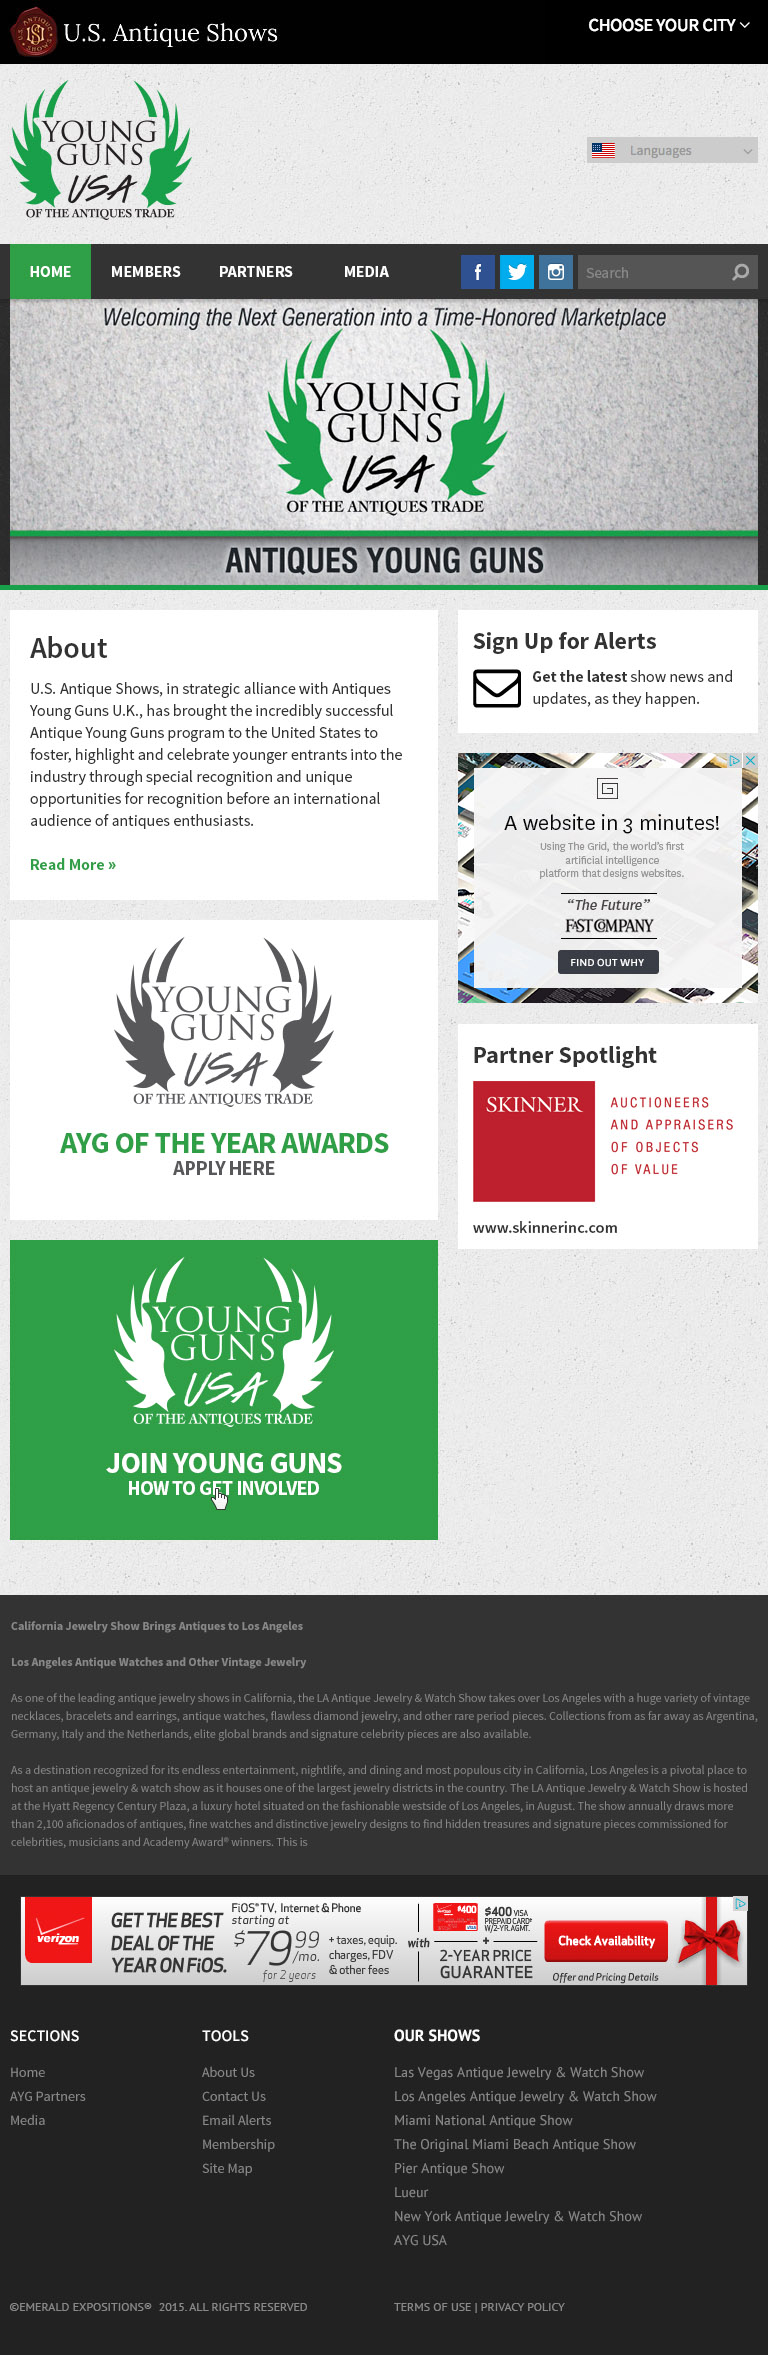 U.S. Antique Shows
CHOOSE YOUR CITY
YOUNG
GUNS
USA
OF THE ANTIQUES TRADE
Languages
HOME
MEMBERS
PARTNERS
MEDIA
f
Search
Welcoming the Next Generation into a Time-Honored Marketplace
YOUNG
GUNS
USA
OF THE ANTIQUES TRADE
ANTIQUES YOUNG GUNS
About
U.S. Antique Shows, in strategic alliance with Antiques
Young Guns U.K., has brought the incredibly successful
Antique Young Guns program to the United States to
foster, highlight and celebrate younger entrants into the
industry through special recognition and unique
opportunities for recognition before an international
audience of antiques enthusiasts.
Read More »
Sign Up for Alerts
Get the latest show news and
updates, as they happen.
A website in 3 minutes!
Using The Grid, the world's first
artificial intelligence
platform that designs websites.
“The Future”
FAST COMPANY
FIND OUT WHY
YOUNG
GUNS
USA
OF THE ANTIQUES TRADE
AYG OF THE YEAR AWARDS
APPLY HERE
Partner Spotlight
SKINNER
AUCTIONEERS
AND APPRAISERS
OF OBJECTS
OF VALUE
www.skinnerinc.com
YOUNG
GUNS
USA
OF THE ANTIQUES TRADE
JOIN YOUNG GUNS
HOW TO GET INVOLVED
California Jewelry Show Brings Antiques to Los Angeles
Los Angeles Antique Watches and Other Vintage Jewelry
As one of the leading antique jewelry shows in California, the LA Antique Jewelry & Watch Show takes over Los Angeles with a huge variety of vintage
necklaces, bracelets and earrings, antique watches, flawless diamond jewelry, and other rare period pieces. Collections from as far away as Argentina,
Germany, Italy and the Netherlands, elite global brands and signature celebrity pieces are also available.
As a destination recognized for its endless entertainment, nightlife, and dining and most populous city in California, Los Angeles is a pivotal place to
host an antique jewelry & watch show as it houses one of the largest jewelry districts in the country. The LA Antique Jewelry & Watch Show is hosted
at the Hyatt Regency Century Plaza, a luxury hotel situated on the fashionable westside of Los Angeles, in August. The show annually draws more
than 2,100 aficionados of antiques, fine watches and distinctive jewelry designs to find hidden treasures and signature pieces commissioned for
celebrities, musicians and Academy Award® winners. This is
verizon
GET THE BEST
DEAL OF THE
YEAR ON FiOS.
FiOS℠ TV, Internet & Phone
starting at
$79.99
/mo.
for 2 years
+ taxes, equip.
charges, FDV
& other fees
with
$400
$400 VISA
PREPAID CARD*
W/2-YR. AGMT.
+
2-YEAR PRICE
GUARANTEE
Check Availability
Offer and Pricing Details
SECTIONS
Home
AYG Partners
Media
TOOLS
About Us
Contact Us
Email Alerts
Membership
Site Map
OUR SHOWS
Las Vegas Antique Jewelry & Watch Show
Los Angeles Antique Jewelry & Watch Show
Miami National Antique Show
The Original Miami Beach Antique Show
Pier Antique Show
Lueur
New York Antique Jewelry & Watch Show
AYG USA
©EMERALD EXPOSITIONS® 2015. ALL RIGHTS RESERVED
TERMS OF USE | PRIVACY POLICY